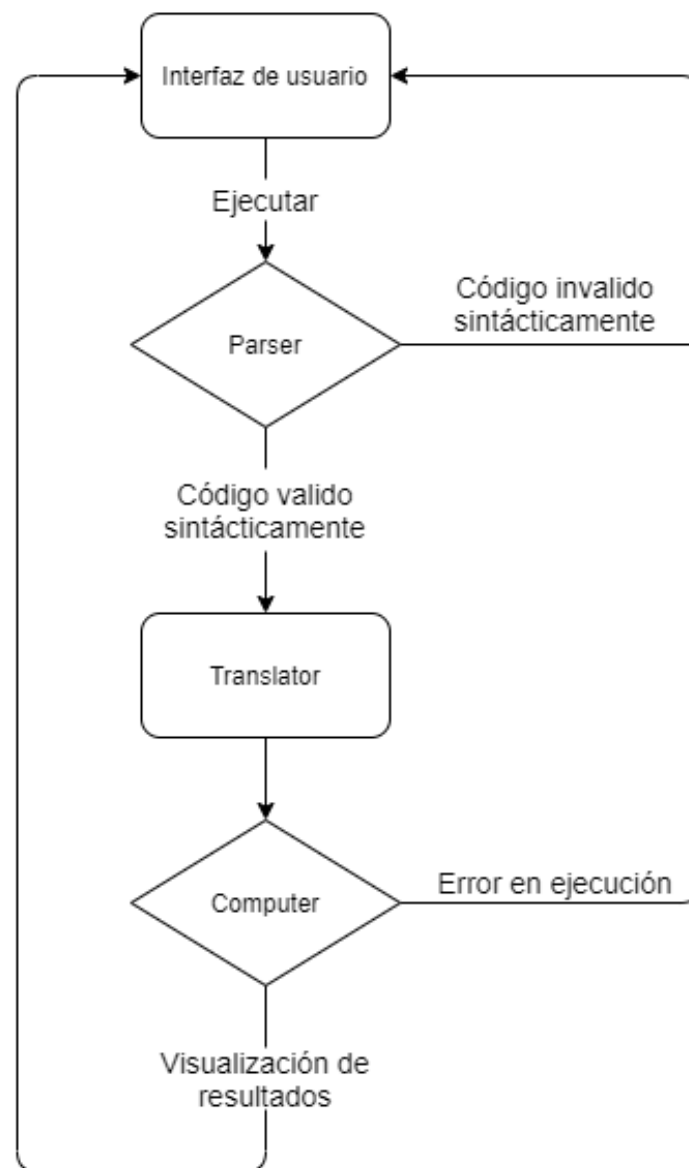 Interfaz de usuario
Ejecutar
Código invalido
sintácticamente
Parser
Código valido
sintácticamente
Translator
Error en ejecución
Computer
Visualización de
resultados